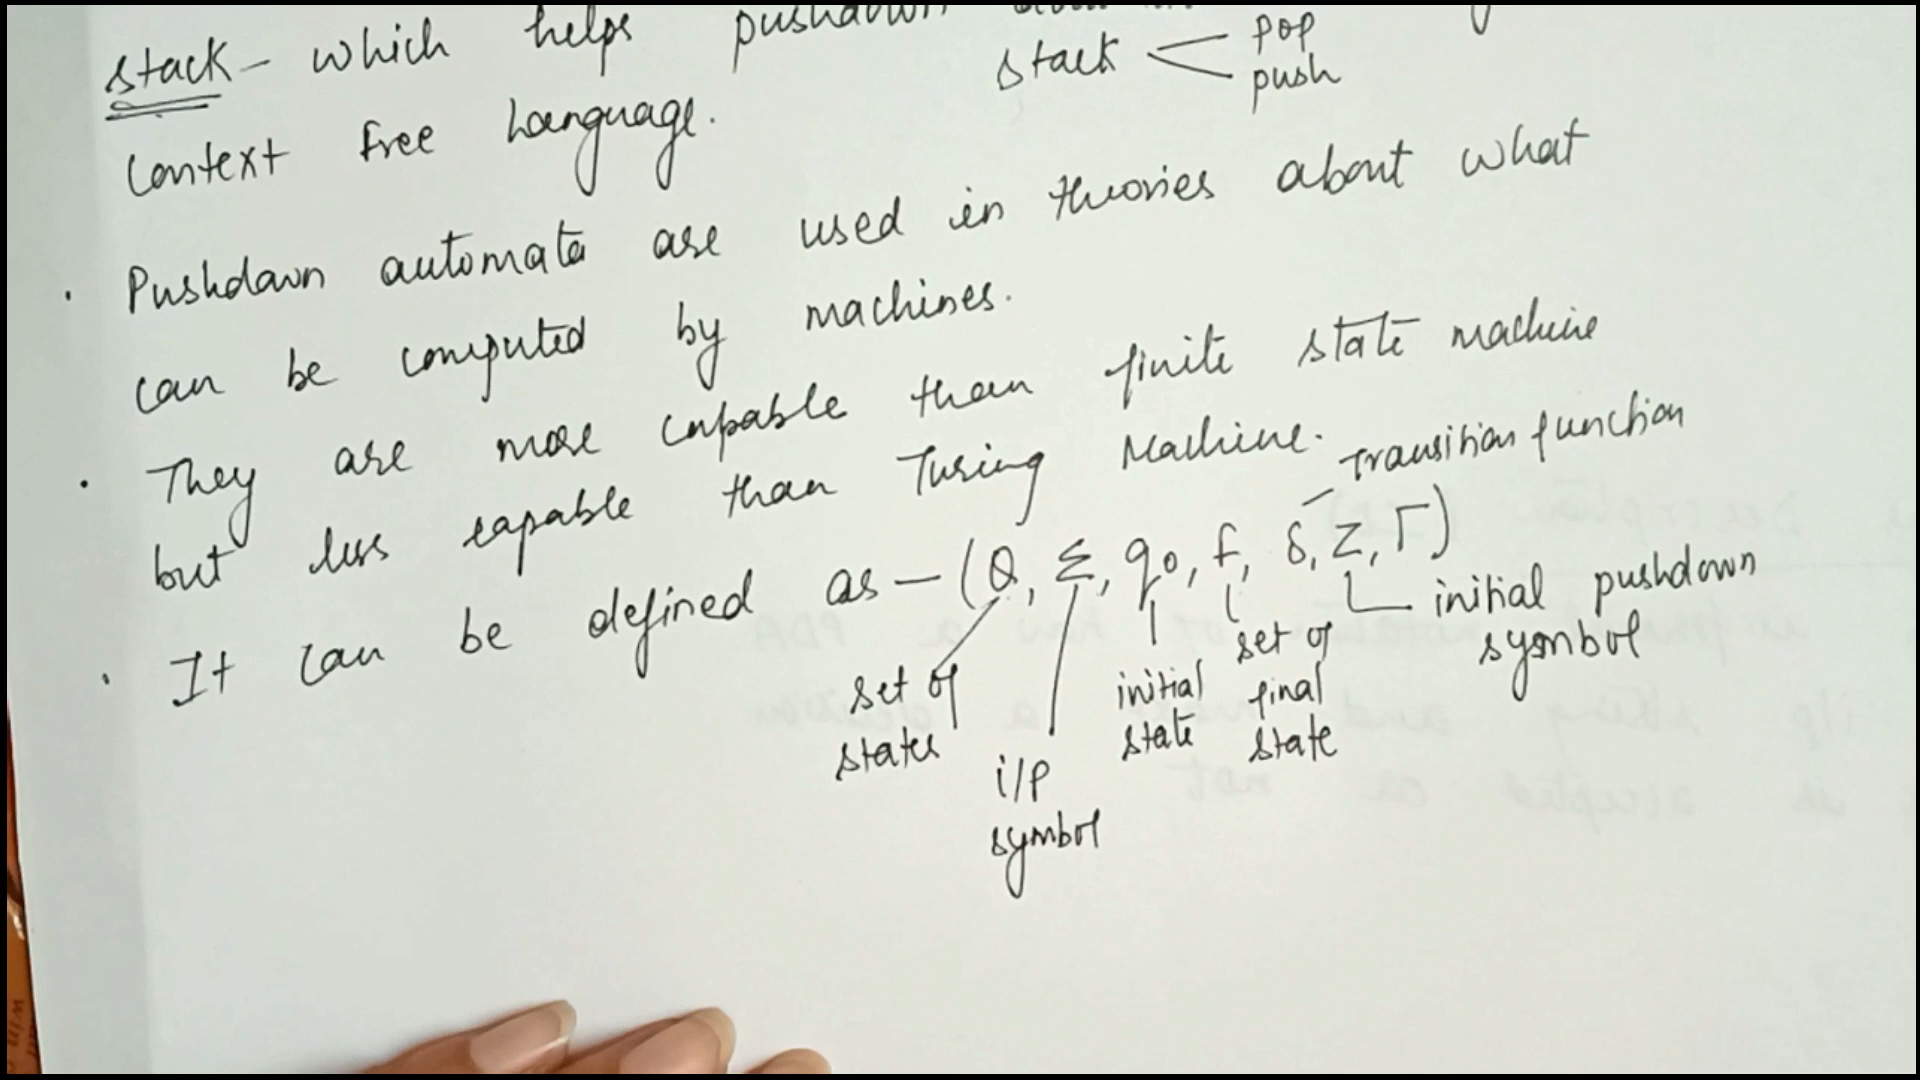 stack - which helps pushdown
stack pop
push
Context free Language.
. Pushdown automata are used in theories about what
can be computed by machines.
. They are more capable than finite state machine
but less capable than Turing Machine.
Transition function
. It can be defined as - (Q, Σ, q0, f, δ, Z, Γ)
set of states
i/p symbol
initial state
set of final state
initial pushdown symbol